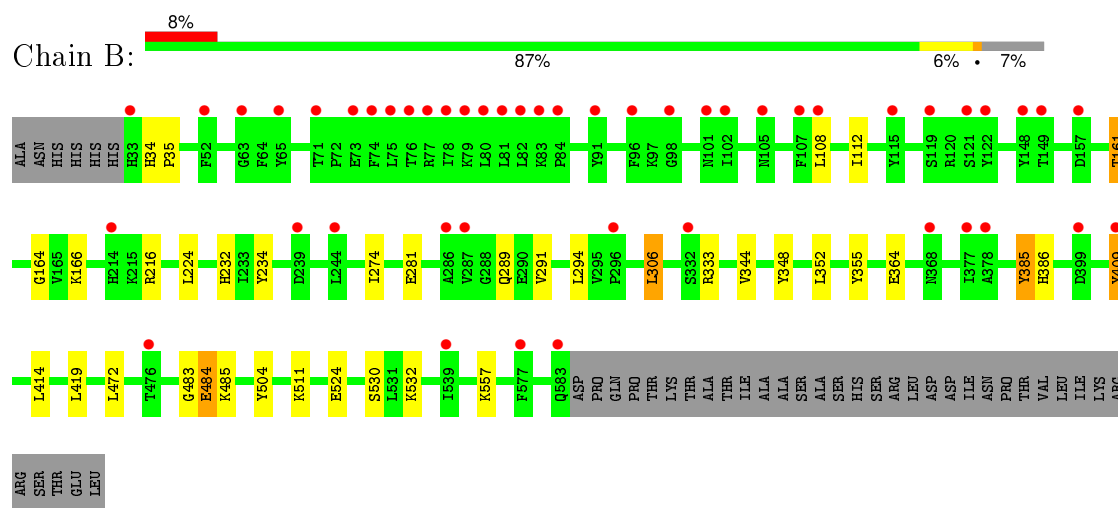 8%
Chain B:
87% 6% • 7%
ALA ASN HIS HIS HIS HIS H33 H34 P35 F52 G63 F64 Y65 T71 P72 E73 F74 L75 T76 R77 I78 K79 L80 L81 L82 K83 P84 Y91 F96 K97 G98 N101 I102 N105 F107 L108 I112 Y115 S119 R120 S121 Y122 Y148 T149 D157 T161
G164 V165 K166 H214 K215 R216 L224 H232 I233 Y234 D239 L244 I274 E281 A286 V287 G288 Q289 E290 V291 L294 V295 P296 L306 S332 R333 V344 Y348 L352 Y355 E364 N368 I377 A378 Y385 H386 D399 Y400
L414 L419 L472 T476 G483 E484 K485 Y504 K511 E524 S530 L531 K532 I539 K557 F577 Q583 ASP PRO GLN PRO THR LYS THR ALA THR ILE ALA ALA SER ALA SER HIS SER ARG LEU ASP ASP ILE ASN PRO THR VAL LEU ILE LYS ARG
ARG SER THR GLU LEU